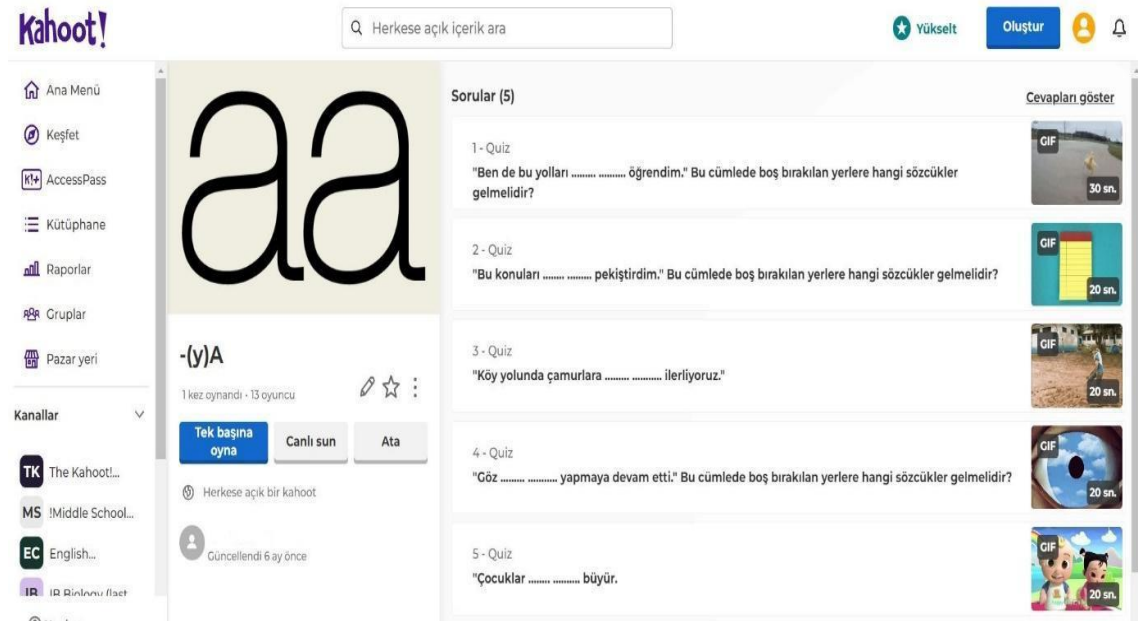 Kahoot!
Herkese açık içerik ara
Yükselt
Oluştur
Ana Menü
Keşfet
K!+ AccessPass
Kütüphane
Raporlar
Gruplar
Pazar yeri
Kanallar
TK The Kahoot!...
MS !Middle School...
EC English...
IB IB Biology (last
aa
-(y)A
1 kez oynandı · 13 oyuncu
Tek başına
oyna
Canlı sun
Ata
Herkese açık bir kahoot
Güncellendi 6 ay önce
Sorular (5)
Cevapları göster
1 - Quiz
"Ben de bu yolları ......... .......... öğrendim." Bu cümlede boş bırakılan yerlere hangi sözcükler
gelmelidir?
GIF
30 sn.
2 - Quiz
"Bu konuları ........ ......... pekiştirdim." Bu cümlede boş bırakılan yerlere hangi sözcükler gelmelidir?
GIF
20 sn.
3 - Quiz
"Köy yolunda çamurlara ......... ........... ilerliyoruz."
GIF
20 sn.
4 - Quiz
"Göz ......... ........... yapmaya devam etti." Bu cümlede boş bırakılan yerlere hangi sözcükler gelmelidir?
GIF
20 sn.
5 - Quiz
"Çocuklar ........ .......... büyür.
GIF
20 sn.